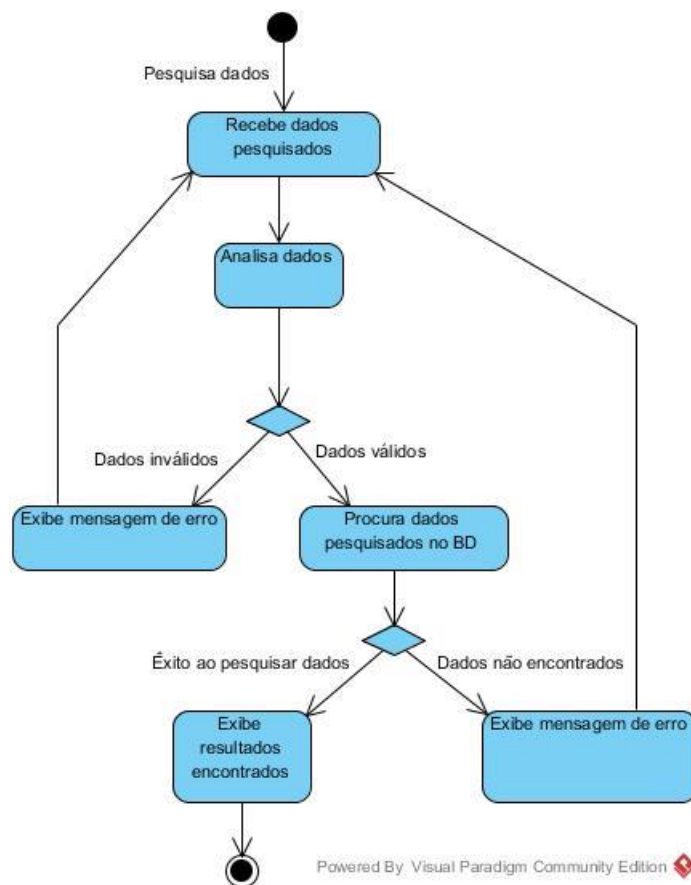 Pesquisa dados
Recebe dados
pesquisados
Analisa dados
Dados inválidos
Dados válidos
Exibe mensagem de erro
Procura dados
pesquisados no BD
Éxito ao pesquisar dados
Dados não encontrados
Exibe
resultados
encontrados
Exibe mensagem de erro
Powered By Visual Paradigm Community Edition